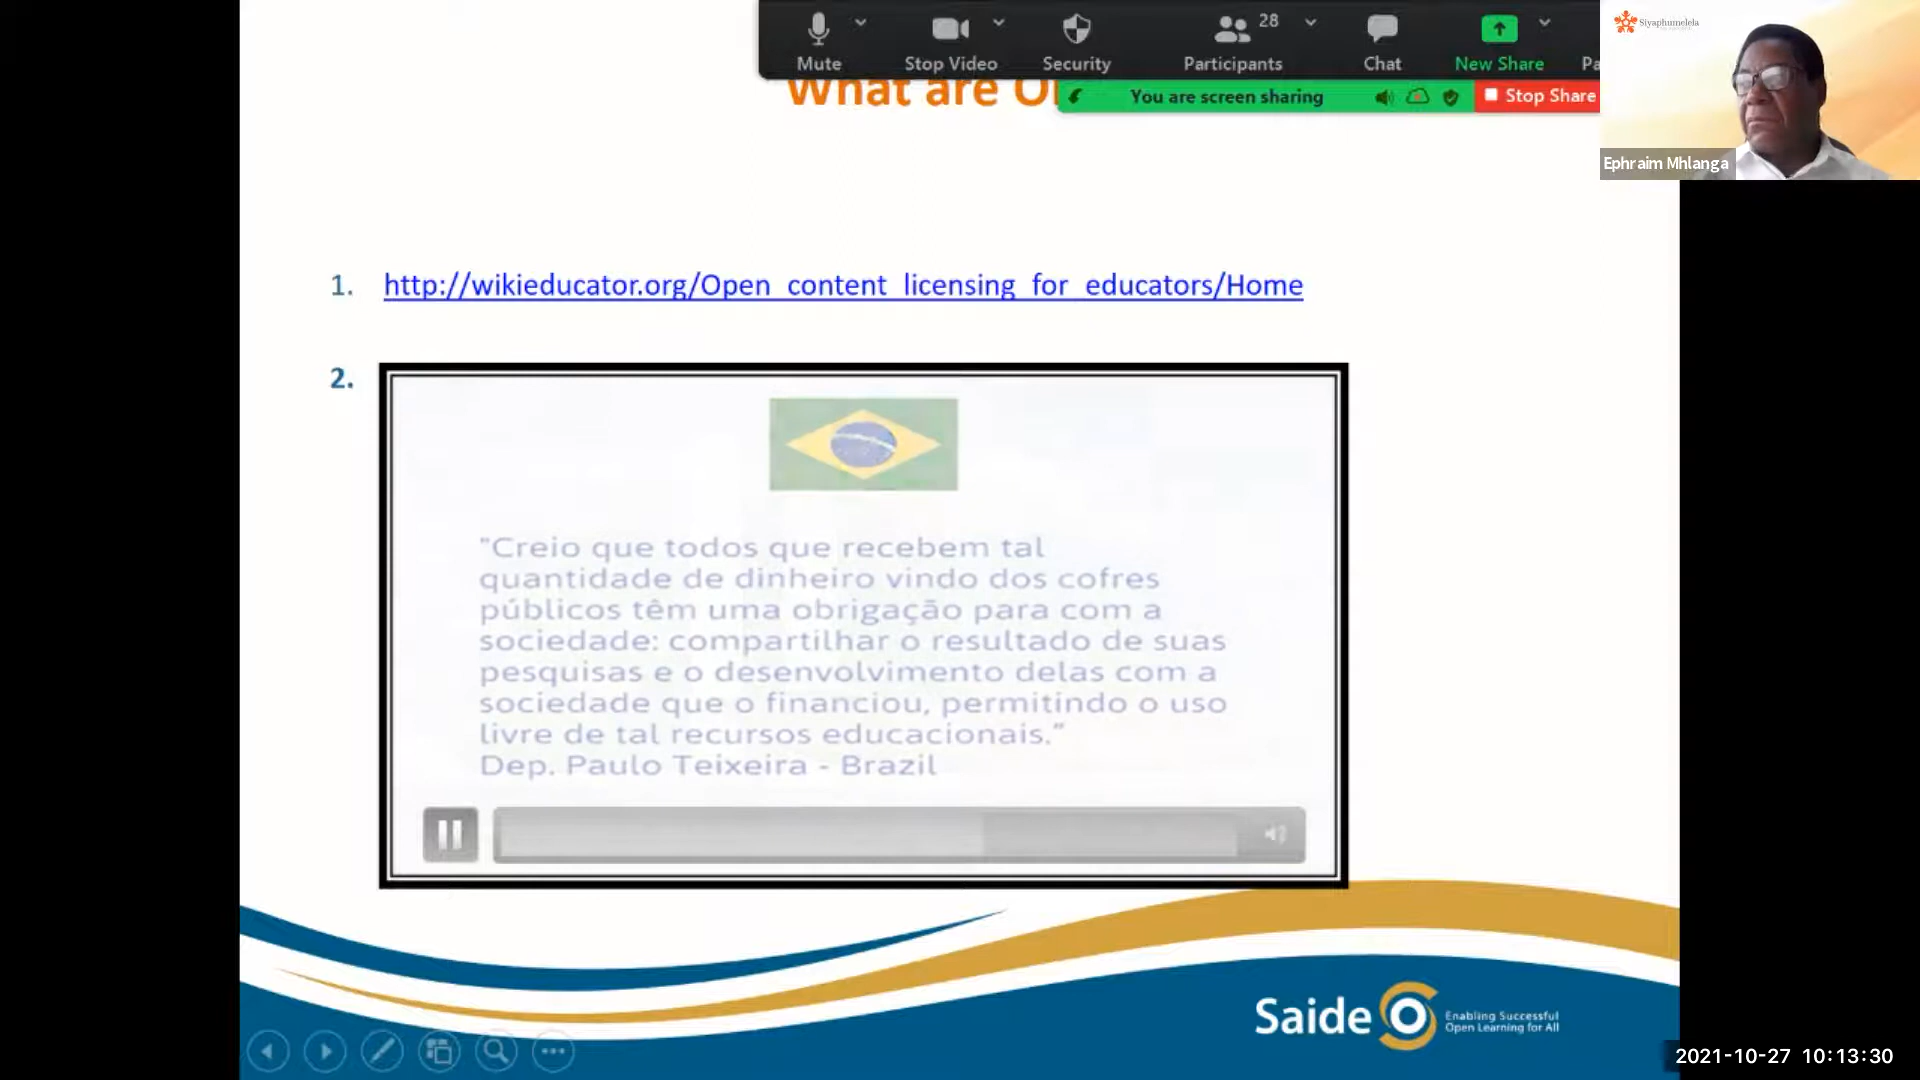 28
Mute
Stop Video
Security
Participants
Chat
New Share
Pa
Siyaphumelela
What are O
You are screen sharing
Stop Share
Ephraim Mhlanga
1. http://wikieducator.org/Open_content_licensing_for_educators/Home
2.
"Creio que todos que recebem tal
quantidade de dinheiro vindo dos cofres
públicos têm uma obrigação para com a
sociedade: compartilhar o resultado de suas
pesquisas e o desenvolvimento delas com a
sociedade que o financiou, permitindo o uso
livre de tal recursos educacionais.”
Dep. Paulo Teixeira - Brazil
Saide
Enabling Successful
Open Learning for All
2021-10-27 10:13:30